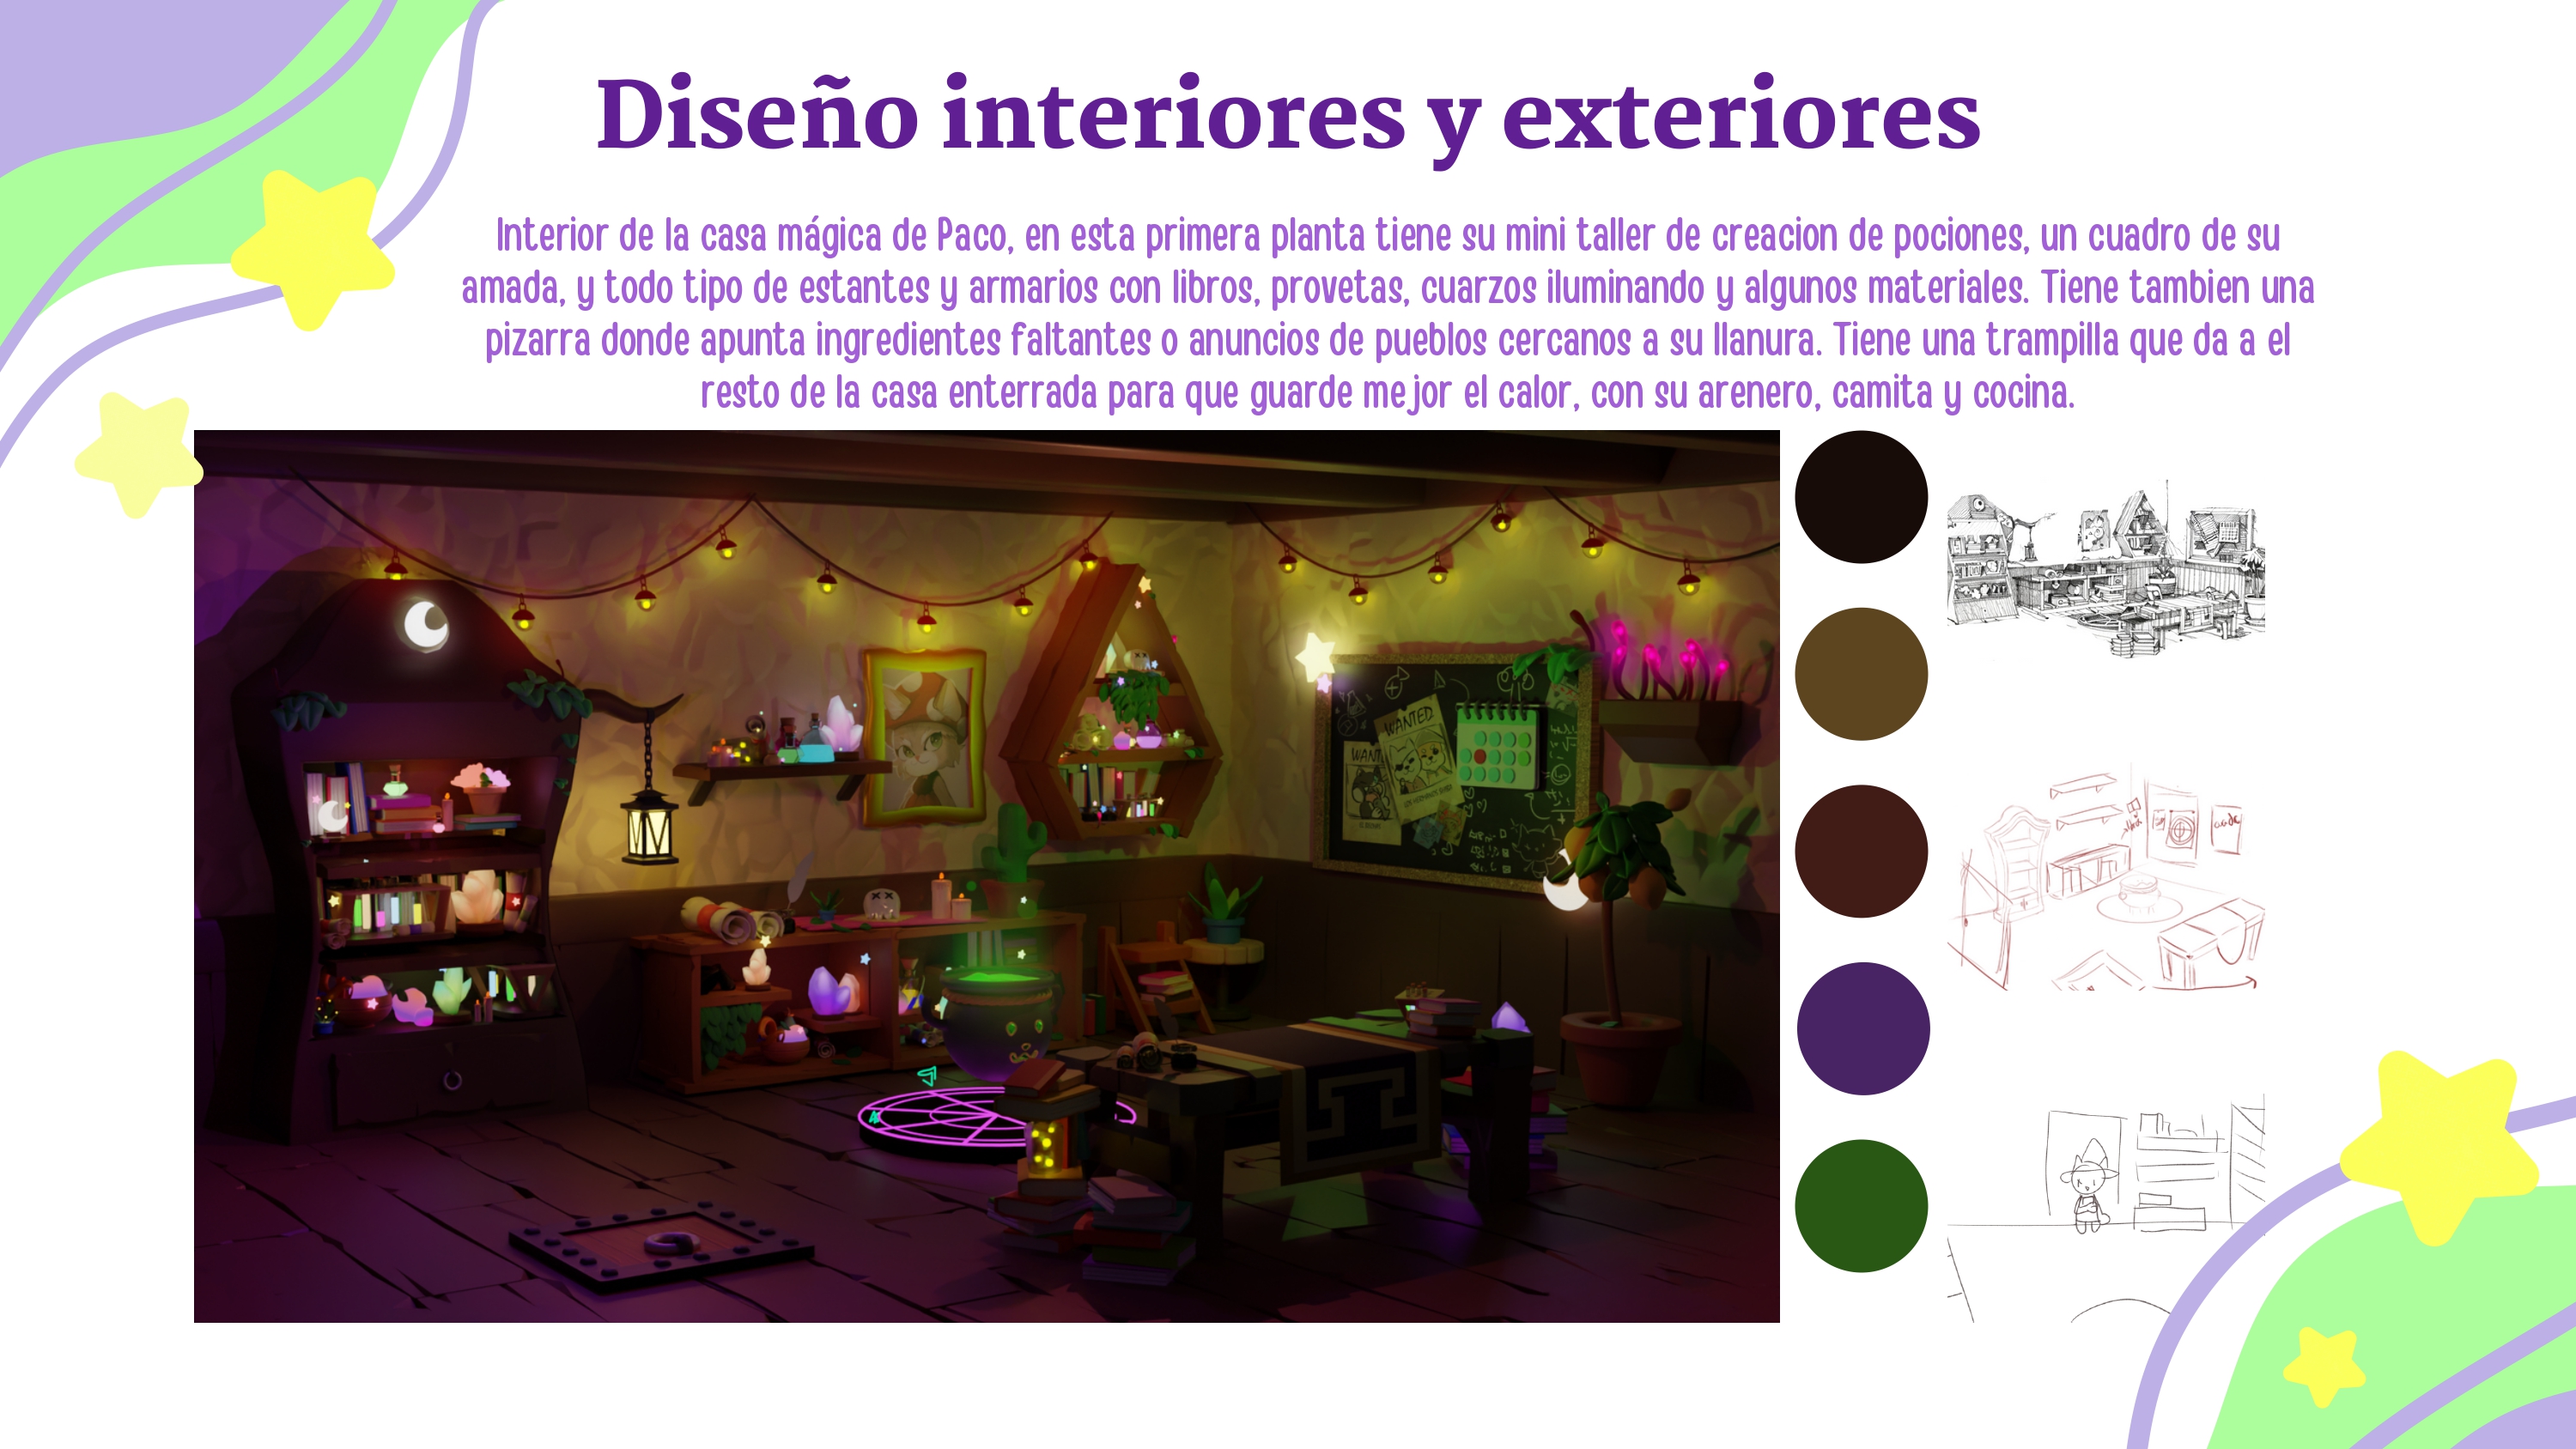 Diseño interiores y exteriores
Interior de la casa mágica de Paco, en esta primera planta tiene su mini taller de creacion de pociones, un cuadro de su
amada, y todo tipo de estantes y armarios con libros, provetas, cuarzos iluminando y algunos materiales. Tiene tambien una
pizarra donde apunta ingredientes faltantes o anuncios de pueblos cercanos a su llanura. Tiene una trampilla que da a el
resto de la casa enterrada para que guarde mejor el calor, con su arenero, camita y cocina.
WANTED
WANT